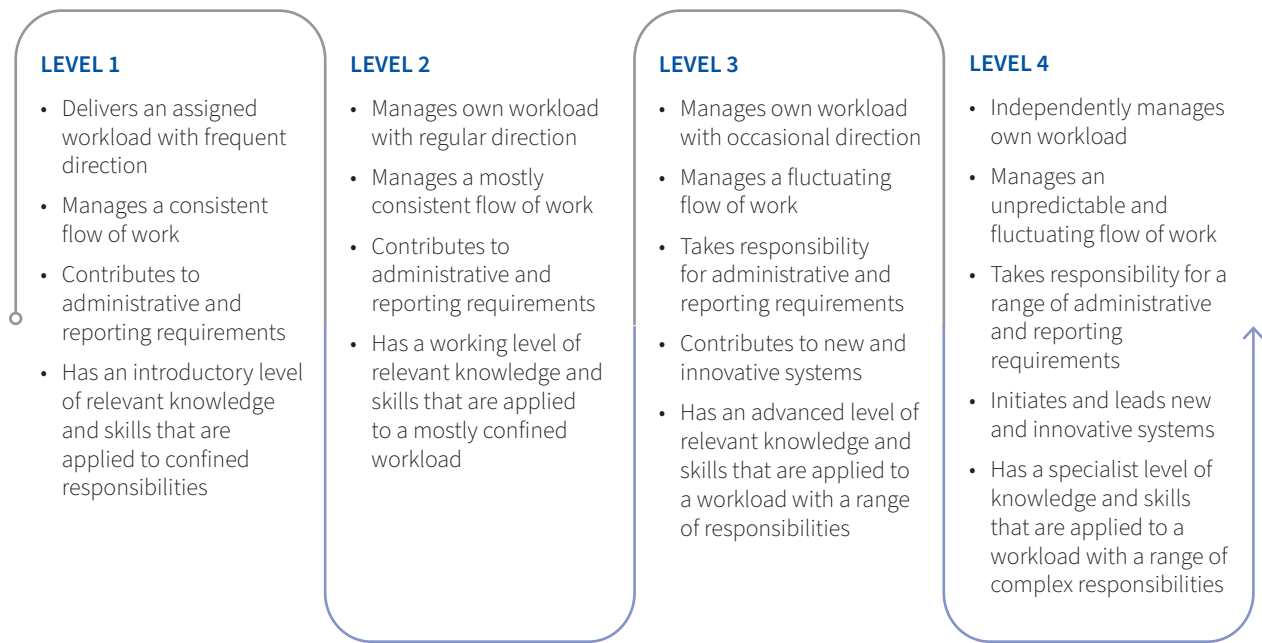 LEVEL 1
• Delivers an assigned
workload with frequent
direction
• Manages a consistent
flow of work
• Contributes to
administrative and
reporting requirements
• Has an introductory level
of relevant knowledge
and skills that are
applied to confined
responsibilities
LEVEL 2
• Manages own workload
with regular direction
• Manages a mostly
consistent flow of work
• Contributes to
administrative and
reporting requirements
• Has a working level of
relevant knowledge and
skills that are applied
to a mostly confined
workload
LEVEL 3
• Manages own workload
with occasional direction
• Manages a fluctuating
flow of work
• Takes responsibility
for administrative and
reporting requirements
• Contributes to new and
innovative systems
• Has an advanced level of
relevant knowledge and
skills that are applied to
a workload with a range
of responsibilities
LEVEL 4
• Independently manages
own workload
• Manages an
unpredictable and
fluctuating flow of work
• Takes responsibility for a
range of administrative
and reporting
requirements
• Initiates and leads new
and innovative systems
• Has a specialist level of
knowledge and skills
that are applied to a
workload with a range of
complex responsibilities